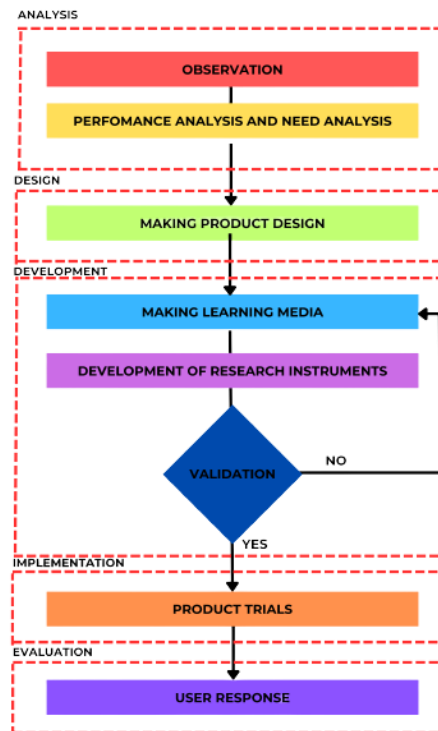 ANALYSIS
OBSERVATION
PERFOMANCE ANALYSIS AND NEED ANALYSIS
DESIGN
MAKING PRODUCT DESIGN
DEVELOPMENT
MAKING LEARNING MEDIA
DEVELOPMENT OF RESEARCH INSTRUMENTS
VALIDATION
NO
YES
IMPLEMENTATION
PRODUCT TRIALS
EVALUATION
USER RESPONSE